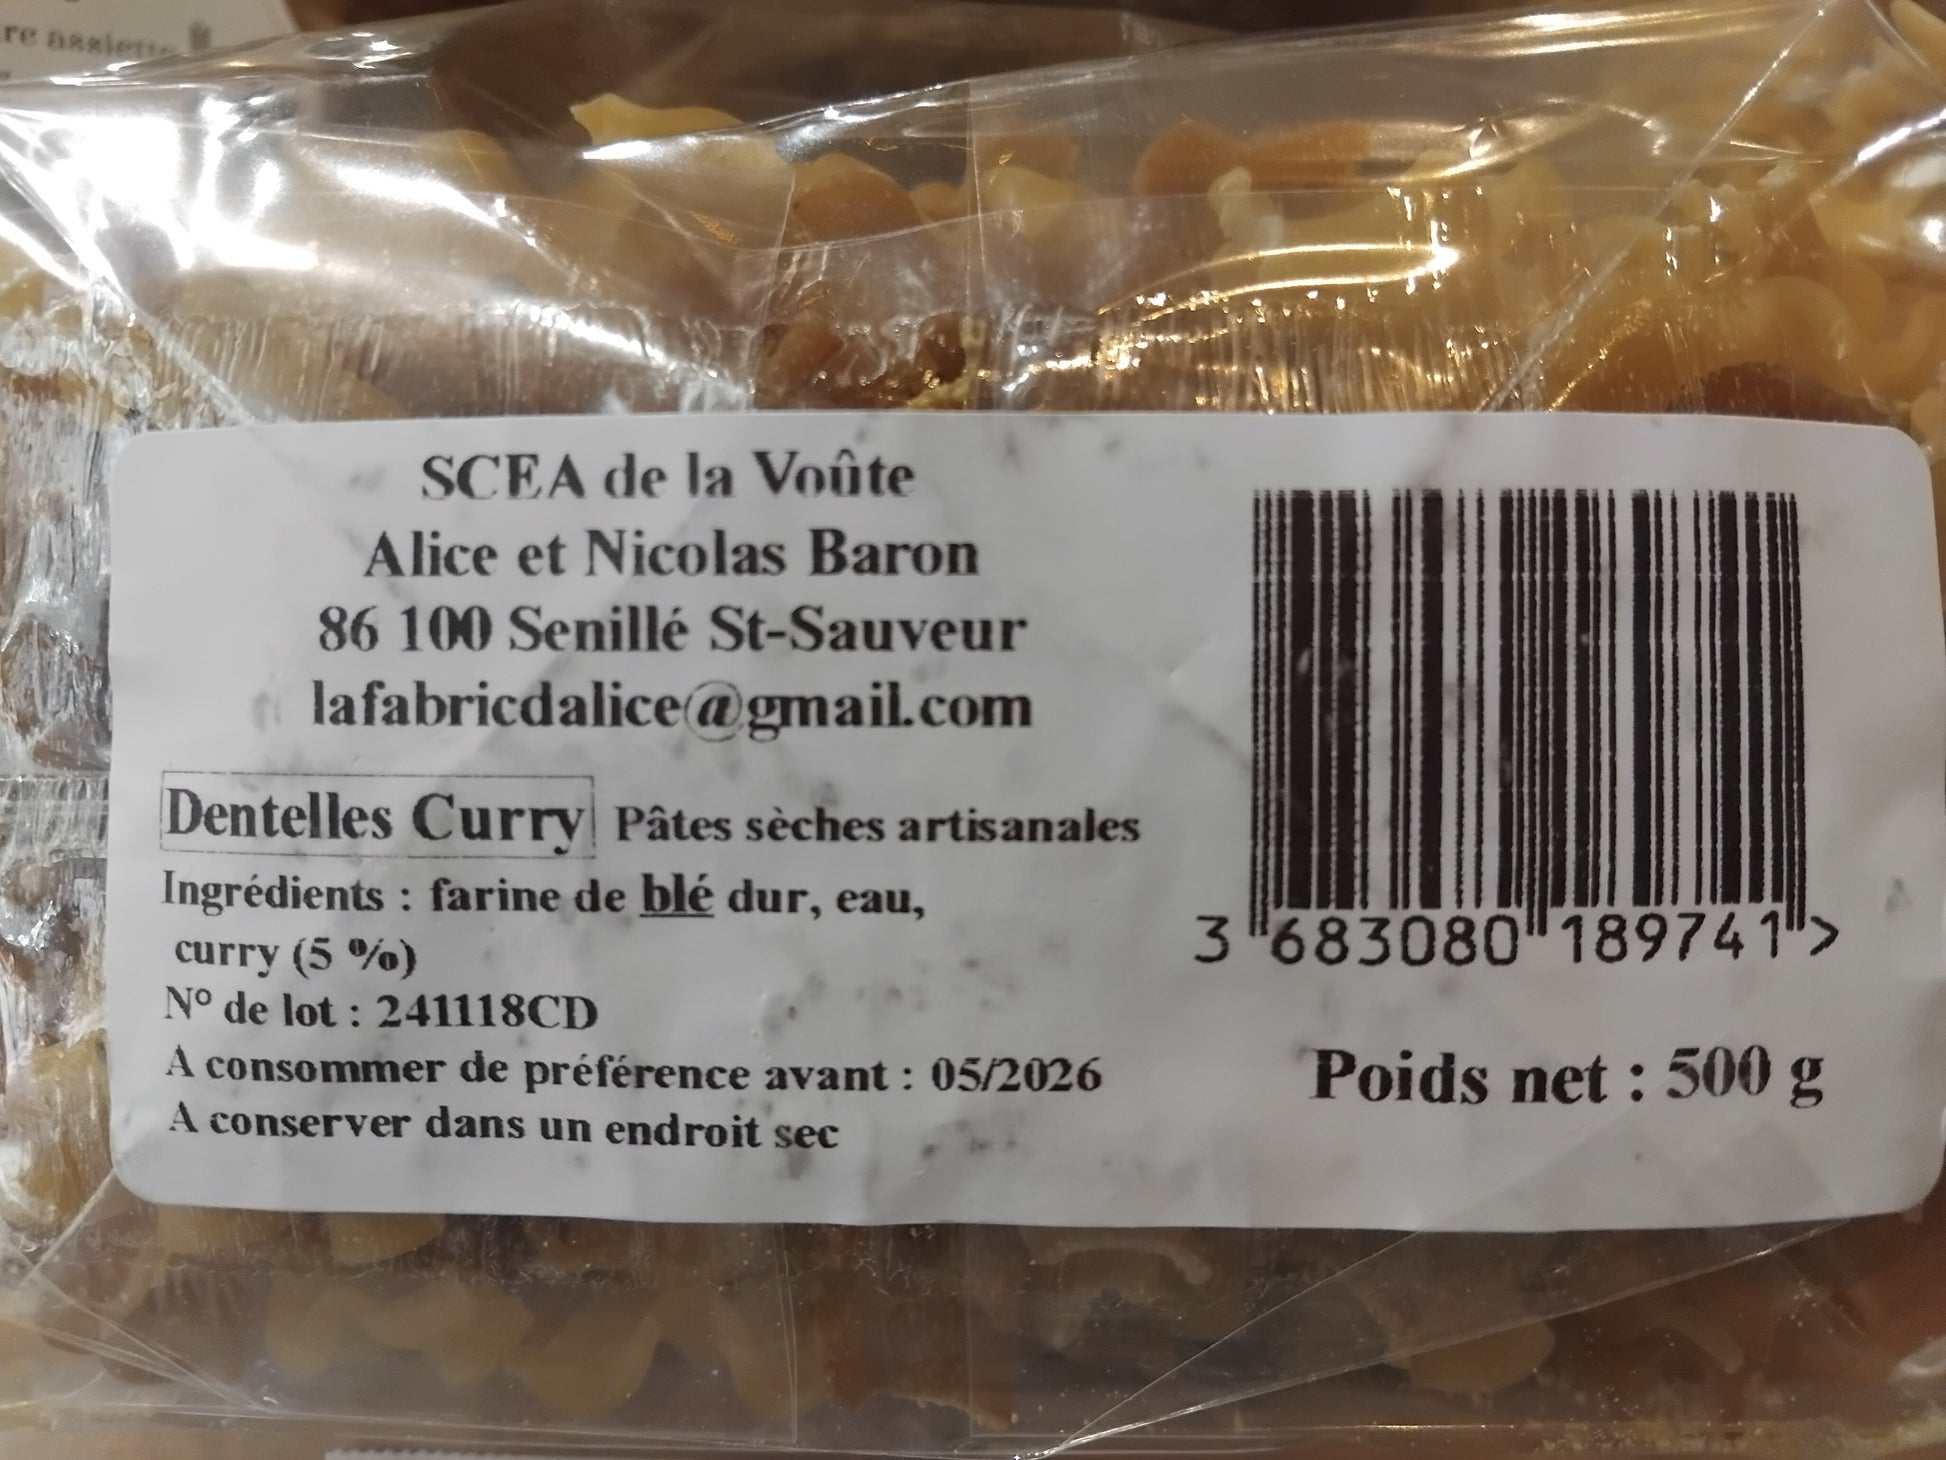 SCEA de la Voûte
Alice et Nicolas Baron
86 100 Senillé St-Sauveur
lafabricdalice@gmail.com
Dentelles Curry Pâtes sèches artisanales
Ingrédients : farine de blé dur, eau,
curry (5 %)
N° de lot : 241118CD
A consommer de préférence avant : 05/2026
A conserver dans un endroit sec
3 683080 189741 >
Poids net : 500 g